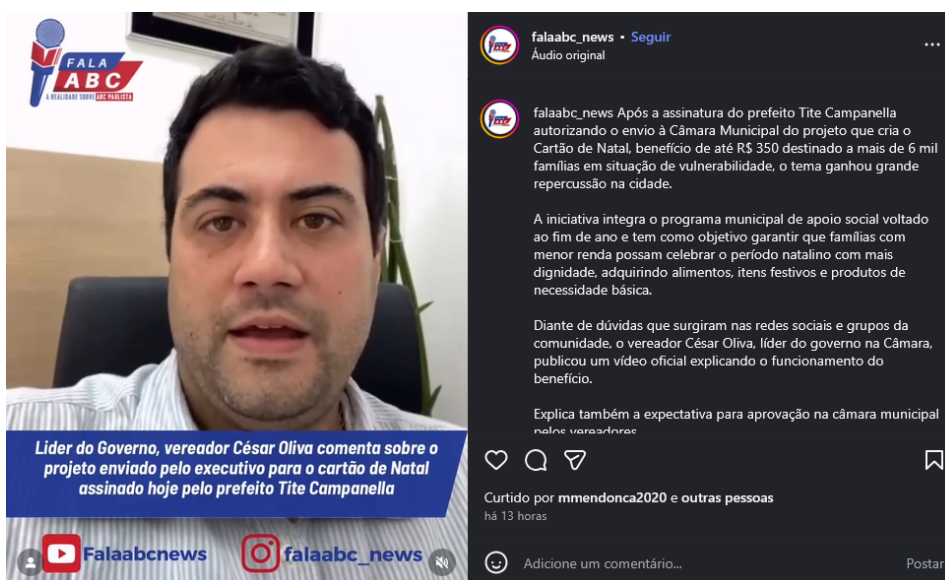 FALA
ABC
A REALIDADE SOBRE ABC PAULISTA
Lider do Governo, vereador César Oliva comenta sobre o
projeto enviado pelo executivo para o cartão de Natal
assinado hoje pelo prefeito Tite Campanella
Falaabcnews
falaabc_news
falaabc_news • Seguir
Áudio original
falaabc_news Após a assinatura do prefeito Tite Campanella
autorizando o envio à Câmara Municipal do projeto que cria o
Cartão de Natal, benefício de até R$ 350 destinado a mais de 6 mil
famílias em situação de vulnerabilidade, o tema ganhou grande
repercussão na cidade.
A iniciativa integra o programa municipal de apoio social voltado
ao fim de ano e tem como objetivo garantir que famílias com
menor renda possam celebrar o período natalino com mais
dignidade, adquirindo alimentos, itens festivos e produtos de
necessidade básica.
Diante de dúvidas que surgiram nas redes sociais e grupos da
comunidade, o vereador César Oliva, líder do governo na Câmara,
publicou um vídeo oficial explicando o funcionamento do
benefício.
Explica também a expectativa para aprovação na câmara municipal
pelos vereadores
Curtido por mmendonca2020 e outras pessoas
há 13 horas
Adicione um comentário...
Postar